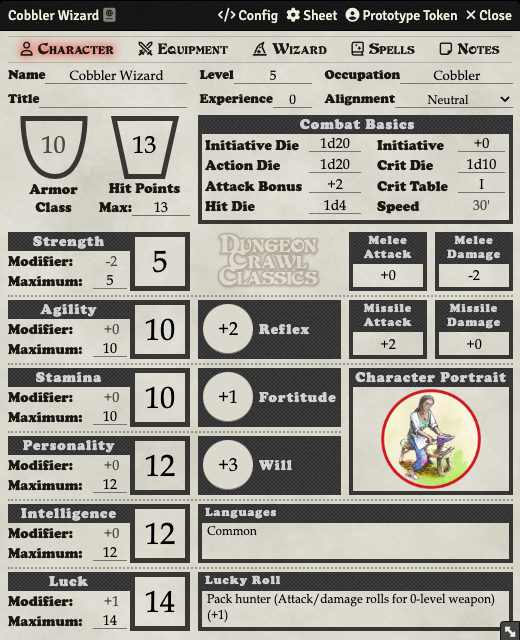 Cobbler Wizard Config Sheet Prototype Token Close
Character Equipment Wizard Spells Notes
Name Cobbler Wizard Level 5 Occupation Cobbler
Title Experience 0 Alignment Neutral
10 13
Armor Class
Hit Points
Max: 13
Combat Basics
Initiative Die 1d20 Initiative +0
Action Die 1d20 Crit Die 1d10
Attack Bonus +2 Crit Table I
Hit Die 1d4 Speed 30'
Strength
Modifier: -2
Maximum: 5
5
Dungeon
Crawl
Classics
Melee Attack
+0
Melee Damage
-2
Agility
Modifier: +0
Maximum: 10
10
+2 Reflex
Missile Attack
+2
Missile Damage
+0
Stamina
Modifier: +0
Maximum: 10
10
+1 Fortitude
Character Portrait
Personality
Modifier: +0
Maximum: 12
12
+3 Will
Intelligence
Modifier: +0
Maximum: 12
12
Languages
Common
Luck
Modifier: +1
Maximum: 14
14
Lucky Roll
Pack hunter (Attack/damage rolls for 0-level weapon)
(+1)